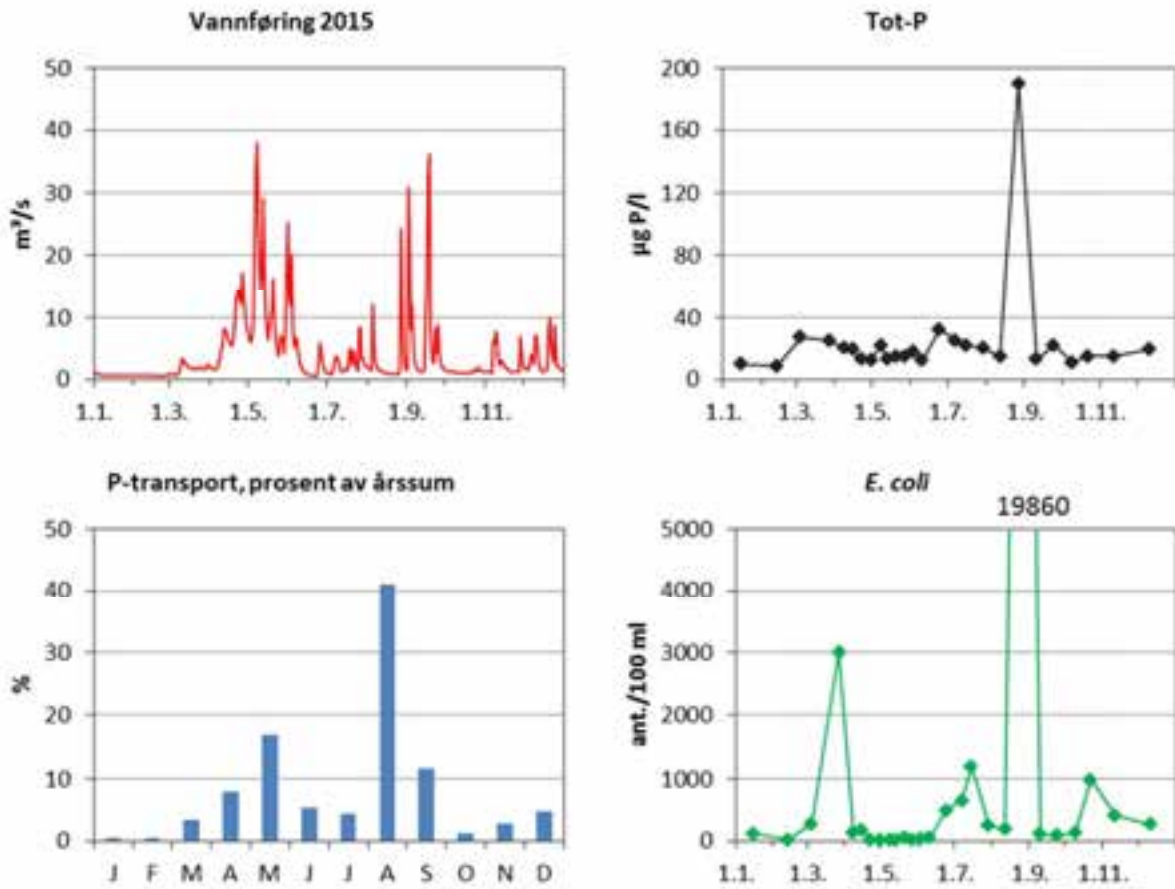 Vannføring 2015
m³/s
50
40
30
20
10
0
1.1. 1.3. 1.5. 1.7. 1.9. 1.11.
Tot-P
µg P/l
200
160
120
80
40
0
1.1. 1.3. 1.5. 1.7. 1.9. 1.11.
P-transport, prosent av årssum
%
50
40
30
20
10
0
J F M A M J J A S O N D
E. coli
19860
ant./100 ml
5000
4000
3000
2000
1000
0
1.1. 1.3. 1.5. 1.7. 1.9. 1.11.